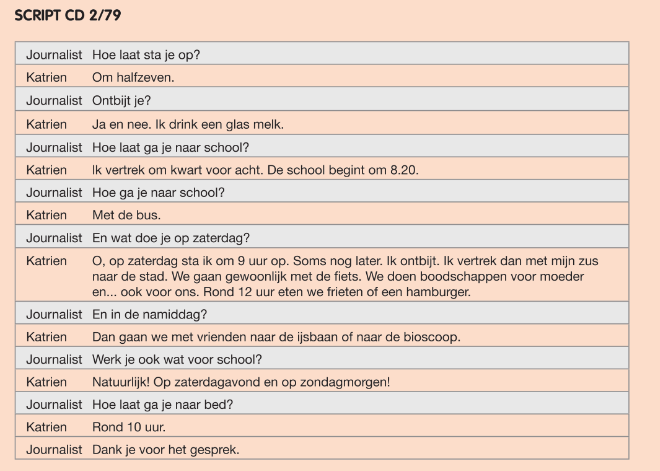 SCRIPT CD 2/79
Journalist Hoe laat sta je op?
Katrien Om halfzeven.
Journalist Ontbijt je?
Katrien Ja en nee. Ik drink een glas melk.
Journalist Hoe laat ga je naar school?
Katrien Ik vertrek om kwart voor acht. De school begint om 8.20.
Journalist Hoe ga je naar school?
Katrien Met de bus.
Journalist En wat doe je op zaterdag?
Katrien O, op zaterdag sta ik om 9 uur op. Soms nog later. Ik ontbijt. Ik vertrek dan met mijn zus
naar de stad. We gaan gewoonlijk met de fiets. We doen boodschappen voor moeder
en... ook voor ons. Rond 12 uur eten we frieten of een hamburger.
Journalist En in de namiddag?
Katrien Dan gaan we met vrienden naar de ijsbaan of naar de bioscoop.
Journalist Werk je ook wat voor school?
Katrien Natuurlijk! Op zaterdagavond en op zondagmorgen!
Journalist Hoe laat ga je naar bed?
Katrien Rond 10 uur.
Journalist Dank je voor het gesprek.